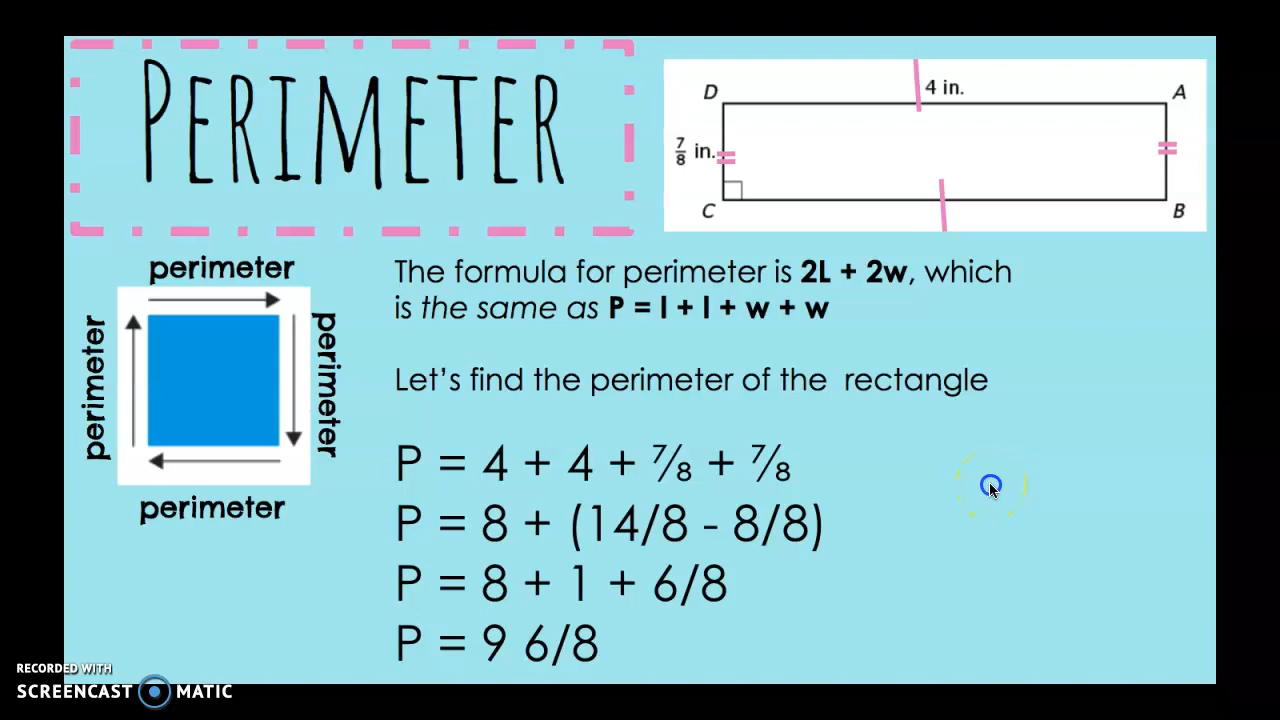 PERIMETER
D
4 in.
A
7/8 in.
C
B
perimeter
perimeter
perimeter
perimeter
The formula for perimeter is 2L + 2w, which
is the same as P = l + l + w + w
Let’s find the perimeter of the rectangle
P = 4 + 4 + ⅞ + ⅞
P = 8 + (14/8 - 8/8)
P = 8 + 1 + 6/8
P = 9 6/8
RECORDED WITH
SCREENCAST MATIC